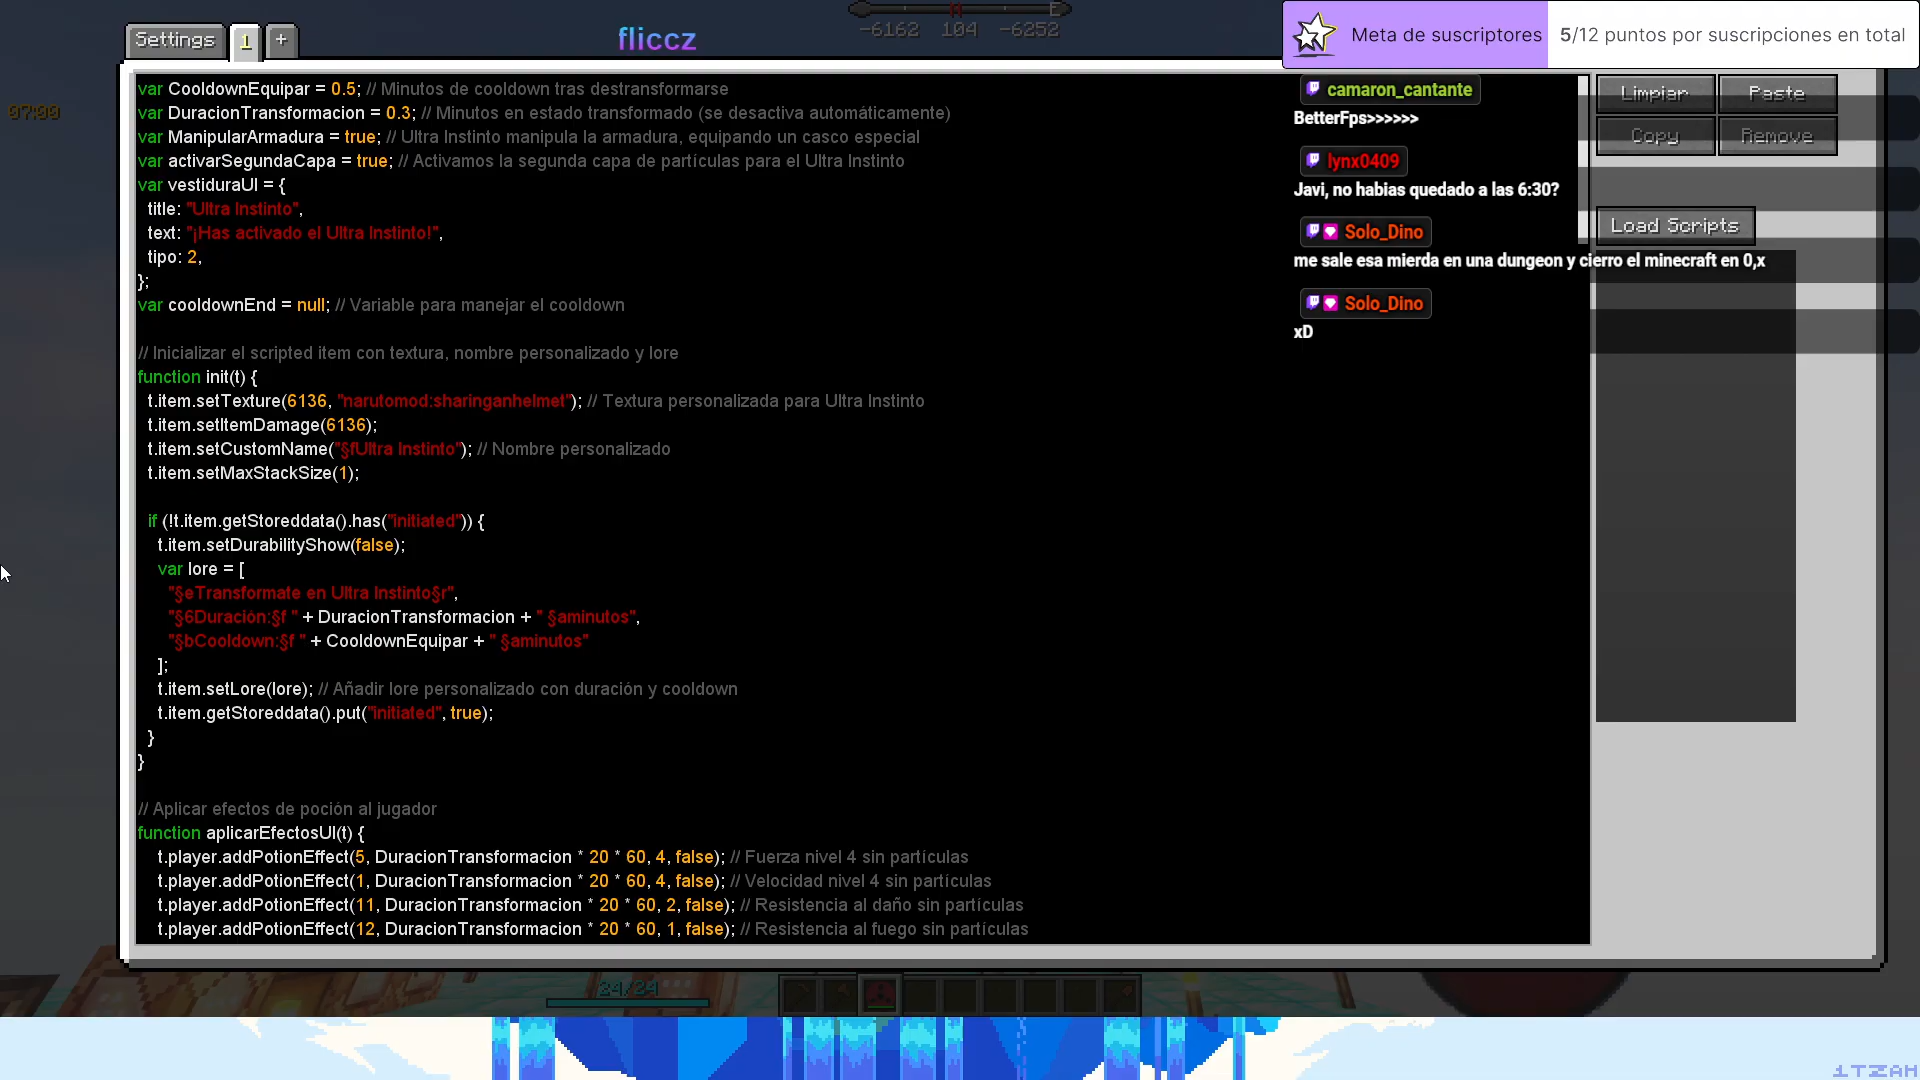 Settings
1
+
fliccz
-6162 104 -6252
E
Meta de suscriptores
5/12 puntos por suscripciones en total
07:00
var CooldownEquipar = 0.5; // Minutos de cooldown tras destransformarse
var DuracionTransformacion = 0.3; // Minutos en estado transformado (se desactiva automáticamente)
var ManipularArmadura = true; // Ultra Instinto manipula la armadura, equipando un casco especial
var activarSegundaCapa = true; // Activamos la segunda capa de partículas para el Ultra Instinto
var vestiduraUI = {
title: "Ultra Instinto",
text: "¡Has activado el Ultra Instinto!",
tipo: 2,
};
var cooldownEnd = null; // Variable para manejar el cooldown
// Inicializar el scripted item con textura, nombre personalizado y lore
function init(t) {
t.item.setTexture(6136, "narutomod:sharinganhelmet"); // Textura personalizada para Ultra Instinto
t.item.setItemDamage(6136);
t.item.setCustomName("§fUltra Instinto"); // Nombre personalizado
t.item.setMaxStackSize(1);
if (!t.item.getStoreddata().has("initiated")) {
t.item.setDurabilityShow(false);
var lore = [
"§eTransformate en Ultra Instinto§r",
"§6Duración:§f " + DuracionTransformacion + " §aminutos",
"§bCooldown:§f " + CooldownEquipar + " §aminutos"
];
t.item.setLore(lore); // Añadir lore personalizado con duración y cooldown
t.item.getStoreddata().put("initiated", true);
}
}
// Aplicar efectos de poción al jugador
function aplicarEfectosUI(t) {
t.player.addPotionEffect(5, DuracionTransformacion * 20 * 60, 4, false); // Fuerza nivel 4 sin partículas
t.player.addPotionEffect(1, DuracionTransformacion * 20 * 60, 4, false); // Velocidad nivel 4 sin partículas
t.player.addPotionEffect(11, DuracionTransformacion * 20 * 60, 2, false); // Resistencia al daño sin partículas
t.player.addPotionEffect(12, DuracionTransformacion * 20 * 60, 1, false); // Resistencia al fuego sin partículas
camaron_cantante
BetterFps>>>>>>
lynx0409
Javi, no habias quedado a las 6:30?
Solo_Dino
me sale esa mierda en una dungeon y cierro el minecraft en 0,x
Solo_Dino
xD
Limpiar
Paste
Copy
Remove
Load Scripts
24/24
1TZAH